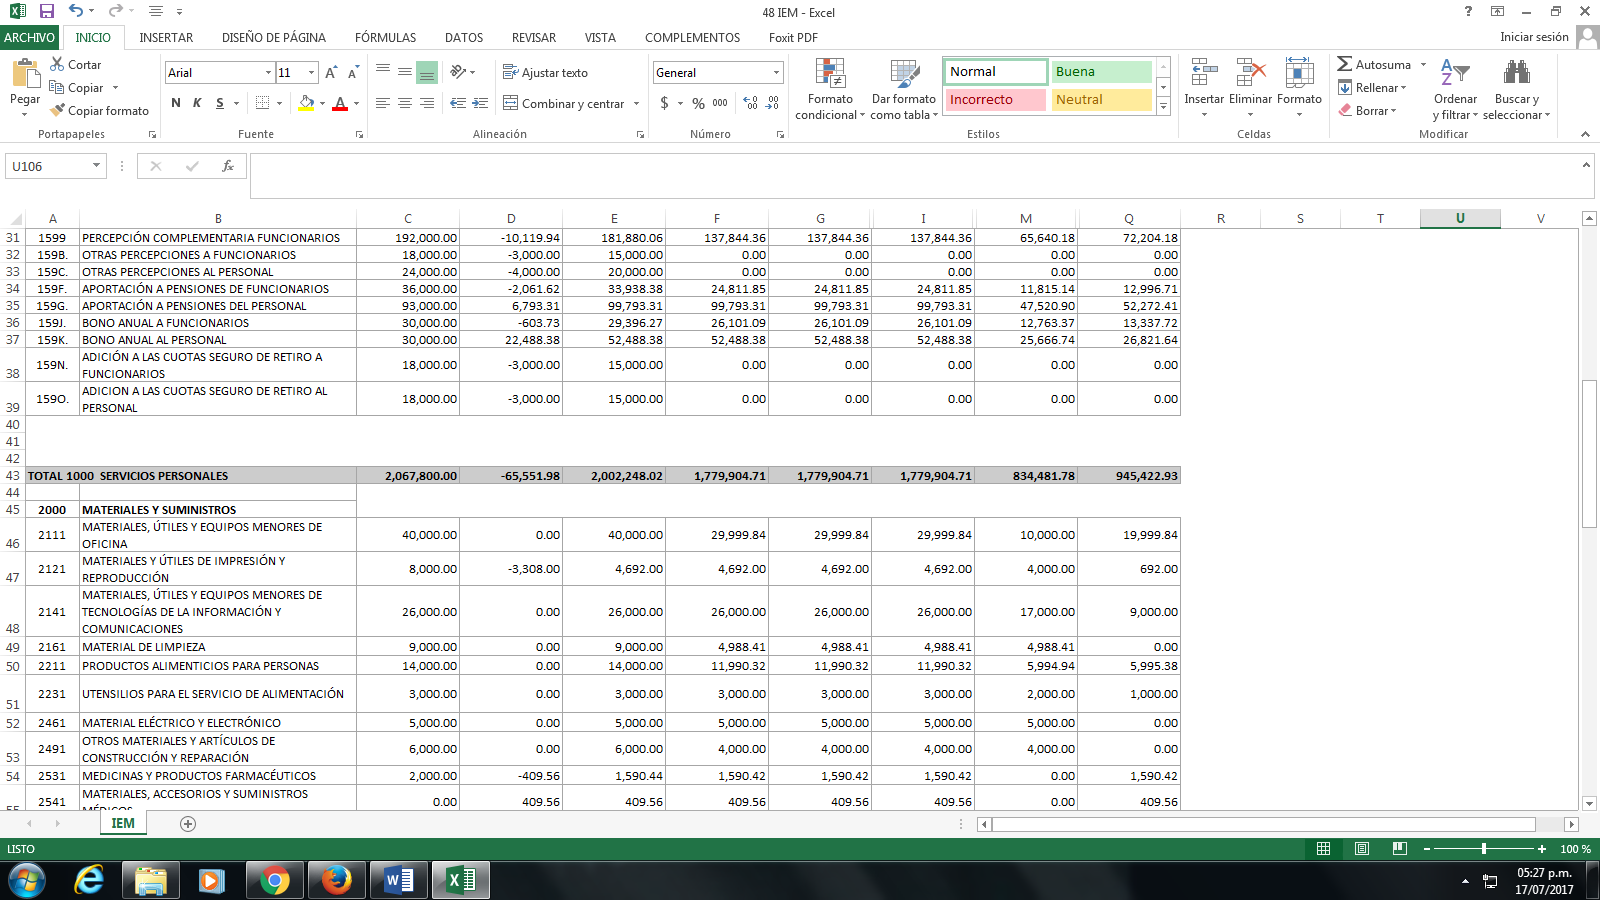 48 IEM - Excel
ARCHIVO INICIO INSERTAR DISEÑO DE PÁGINA FÓRMULAS DATOS REVISAR VISTA COMPLEMENTOS Foxit PDF Iniciar sesión
Pegar
Cortar
Copiar
Copiar formato
Portapapeles
Arial 11
N K S
Fuente
Ajustar texto
Combinar y centrar
Alineación
General
$ % 000
Número
Formato condicional
Dar formato como tabla
Normal Buena
Incorrecto Neutral
Estilos
Insertar Eliminar Formato
Celdas
Autosuma
Rellenar
Borrar
Ordenar y filtrar
Buscar y seleccionar
Modificar
U106 fx
A B C D E F G I M Q R S T U V
31 1599 PERCEPCIÓN COMPLEMENTARIA FUNCIONARIOS 192,000.00 -10,119.94 181,880.06 137,844.36 137,844.36 137,844.36 65,640.18 72,204.18
32 159B. OTRAS PERCEPCIONES A FUNCIONARIOS 18,000.00 -3,000.00 15,000.00 0.00 0.00 0.00 0.00 0.00
33 159C. OTRAS PERCEPCIONES AL PERSONAL 24,000.00 -4,000.00 20,000.00 0.00 0.00 0.00 0.00 0.00
34 159F. APORTACIÓN A PENSIONES DE FUNCIONARIOS 36,000.00 -2,061.62 33,938.38 24,811.85 24,811.85 24,811.85 11,815.14 12,996.71
35 159G. APORTACIÓN A PENSIONES DEL PERSONAL 93,000.00 6,793.31 99,793.31 99,793.31 99,793.31 99,793.31 47,520.90 52,272.41
36 159J. BONO ANUAL A FUNCIONARIOS 30,000.00 -603.73 29,396.27 26,101.09 26,101.09 26,101.09 12,763.37 13,337.72
37 159K. BONO ANUAL AL PERSONAL 30,000.00 22,488.38 52,488.38 52,488.38 52,488.38 52,488.38 25,666.74 26,821.64
38 159N. ADICIÓN A LAS CUOTAS SEGURO DE RETIRO A
FUNCIONARIOS 18,000.00 -3,000.00 15,000.00 0.00 0.00 0.00 0.00 0.00
39 159O. ADICION A LAS CUOTAS SEGURO DE RETIRO AL
PERSONAL 18,000.00 -3,000.00 15,000.00 0.00 0.00 0.00 0.00 0.00
40
41
42
43 TOTAL 1000 SERVICIOS PERSONALES 2,067,800.00 -65,551.98 2,002,248.02 1,779,904.71 1,779,904.71 1,779,904.71 834,481.78 945,422.93
44
45 2000 MATERIALES Y SUMINISTROS
46 2111 MATERIALES, ÚTILES Y EQUIPOS MENORES DE
OFICINA 40,000.00 0.00 40,000.00 29,999.84 29,999.84 29,999.84 10,000.00 19,999.84
47 2121 MATERIALES Y ÚTILES DE IMPRESIÓN Y
REPRODUCCIÓN 8,000.00 -3,308.00 4,692.00 4,692.00 4,692.00 4,692.00 4,000.00 692.00
48 2141 MATERIALES, ÚTILES Y EQUIPOS MENORES DE
TECNOLOGÍAS DE LA INFORMACIÓN Y
COMUNICACIONES 26,000.00 0.00 26,000.00 26,000.00 26,000.00 26,000.00 17,000.00 9,000.00
49 2161 MATERIAL DE LIMPIEZA 9,000.00 0.00 9,000.00 4,988.41 4,988.41 4,988.41 4,988.41 0.00
50 2211 PRODUCTOS ALIMENTICIOS PARA PERSONAS 14,000.00 0.00 14,000.00 11,990.32 11,990.32 11,990.32 5,994.94 5,995.38
51 2231 UTENSILIOS PARA EL SERVICIO DE ALIMENTACIÓN 3,000.00 0.00 3,000.00 3,000.00 3,000.00 3,000.00 2,000.00 1,000.00
52 2461 MATERIAL ELÉCTRICO Y ELECTRÓNICO 5,000.00 0.00 5,000.00 5,000.00 5,000.00 5,000.00 5,000.00 0.00
53 2491 OTROS MATERIALES Y ARTÍCULOS DE
CONSTRUCCIÓN Y REPARACIÓN 6,000.00 0.00 6,000.00 4,000.00 4,000.00 4,000.00 4,000.00 0.00
54 2531 MEDICINAS Y PRODUCTOS FARMACÉUTICOS 2,000.00 -409.56 1,590.44 1,590.42 1,590.42 1,590.42 0.00 1,590.42
55 2541 MATERIALES, ACCESORIOS Y SUMINISTROS
MÉDICOS 0.00 409.56 409.56 409.56 409.56 409.56 0.00 409.56
IEM
LISTO 100 %
05:27 p.m.
17/07/2017